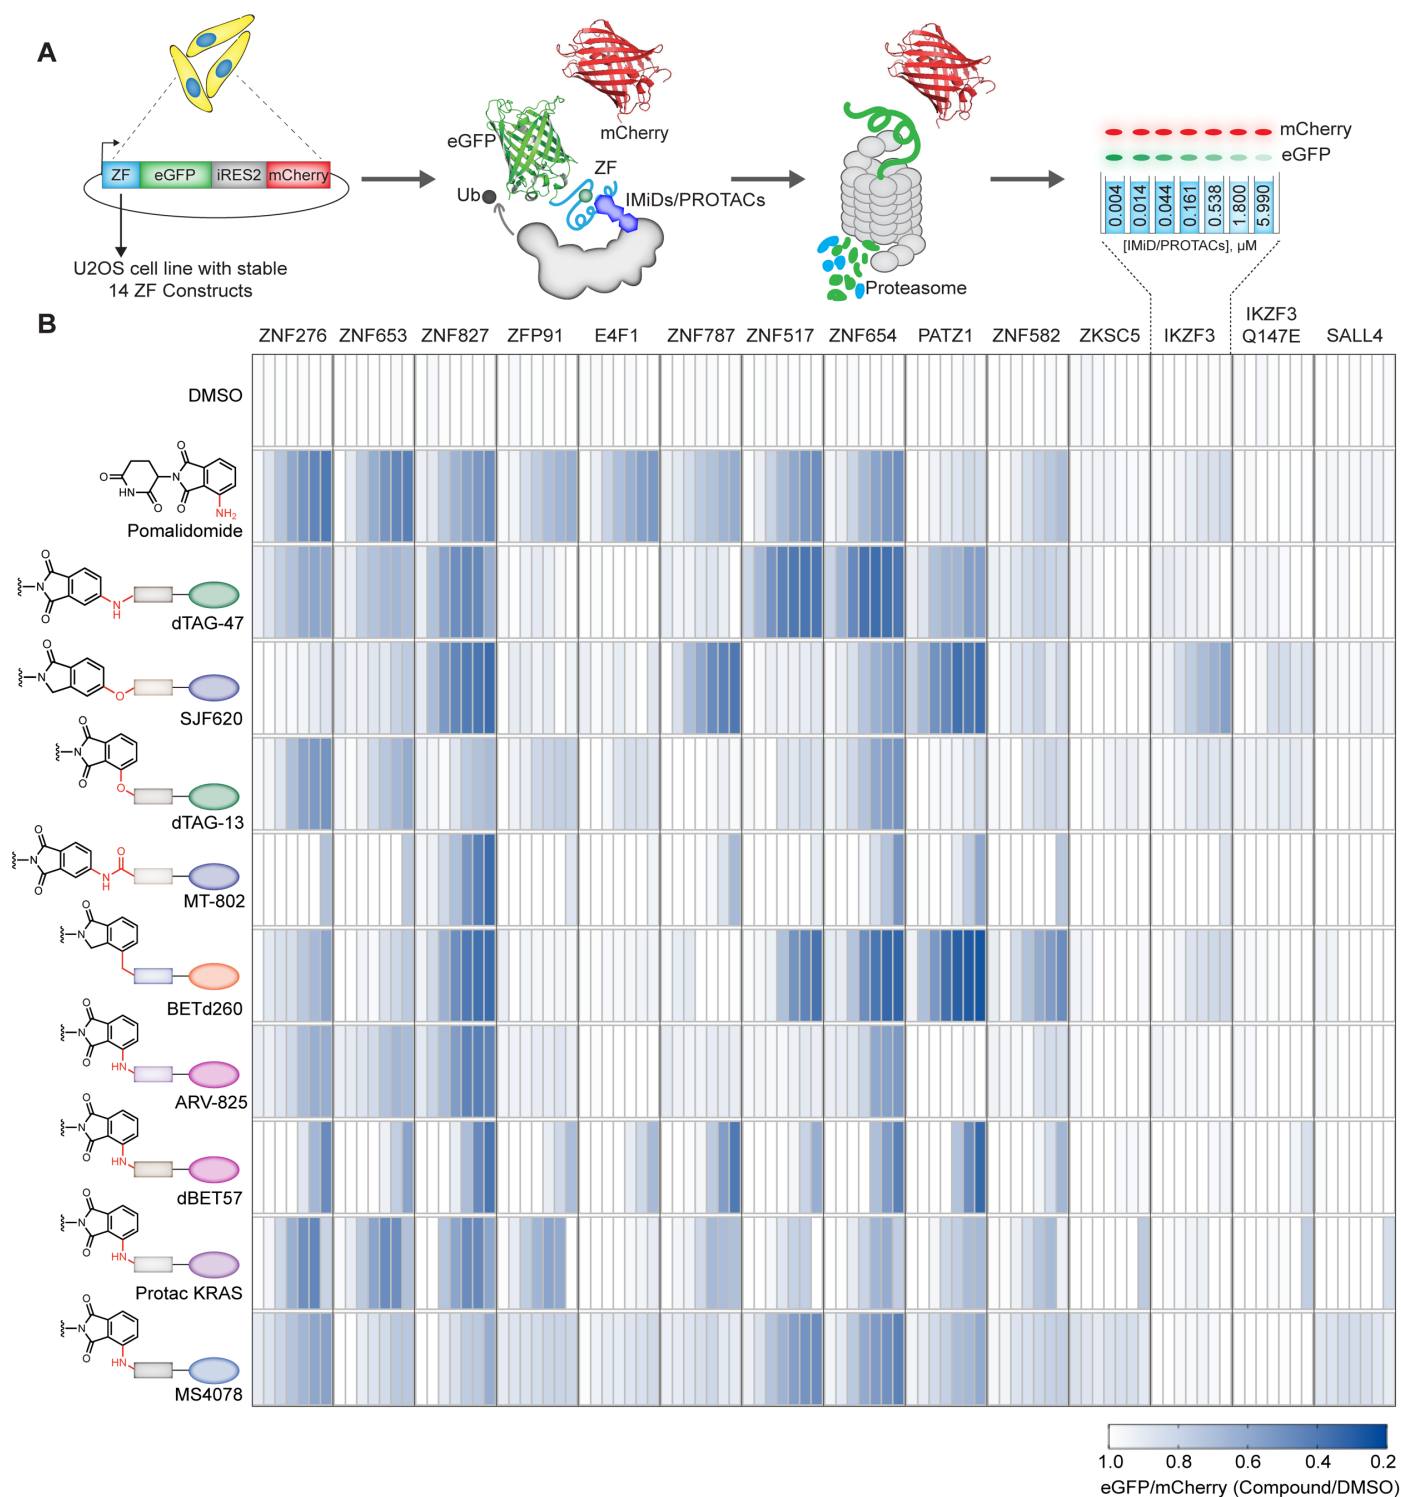 A
ZF
eGFP
iRES2
mCherry
U2OS cell line with stable
14 ZF Constructs
eGFP
mCherry
ZF
Ub
IMiDs/PROTACs
Proteasome
mCherry
eGFP
0.004
0.014
0.044
0.161
0.538
1.800
5.990
[IMiD/PROTACs], µM
B
ZNF276
ZNF653
ZNF827
ZFP91
E4F1
ZNF787
ZNF517
ZNF654
PATZ1
ZNF582
ZKSC5
IKZF3
IKZF3
Q147E
SALL4
DMSO
O
O
O
N
HN
O
O
NH2
Pomalidomide
O
N
O
N
H
dTAG-47
O
N
O
SJF620
O
N
O
O
dTAG-13
O
N
O
O
N
H
MT-802
O
N
BETd260
O
N
O
HN
ARV-825
O
N
O
HN
dBET57
O
N
O
HN
Protac KRAS
O
N
O
HN
MS4078
1.0
0.8
0.6
0.4
0.2
eGFP/mCherry (Compound/DMSO)